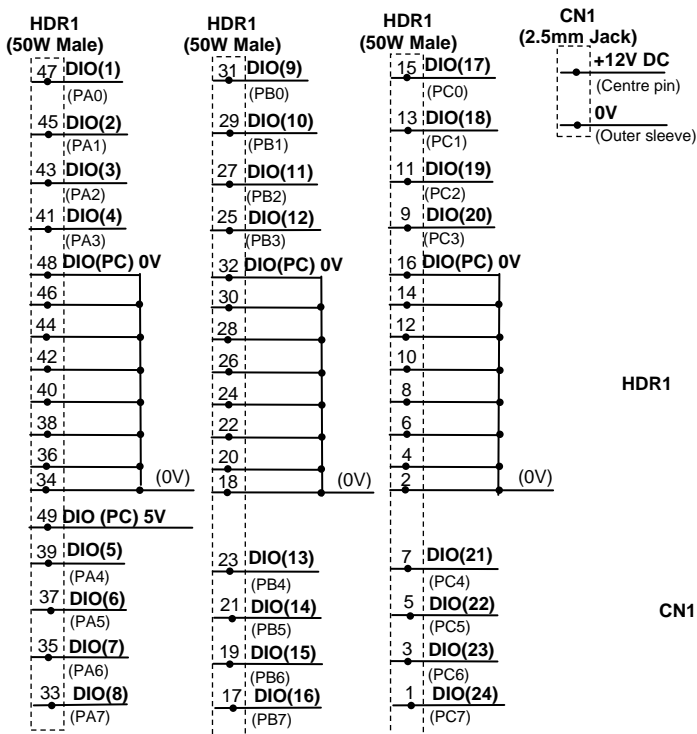 HDR1
(50W Male)
47 DIO(1)
(PA0)
45 DIO(2)
(PA1)
43 DIO(3)
(PA2)
41 DIO(4)
(PA3)
48 DIO(PC) 0V
46
44
42
40
38
36
34 (0V)
49 DIO (PC) 5V
39 DIO(5)
(PA4)
37 DIO(6)
(PA5)
35 DIO(7)
(PA6)
33 DIO(8)
(PA7)
HDR1
(50W Male)
31 DIO(9)
(PB0)
29 DIO(10)
(PB1)
27 DIO(11)
(PB2)
25 DIO(12)
(PB3)
32 DIO(PC) 0V
30
28
26
24
22
20
18 (0V)
23 DIO(13)
(PB4)
21 DIO(14)
(PB5)
19 DIO(15)
(PB6)
17 DIO(16)
(PB7)
HDR1
(50W Male)
15 DIO(17)
(PC0)
13 DIO(18)
(PC1)
11 DIO(19)
(PC2)
9 DIO(20)
(PC3)
16 DIO(PC) 0V
14
12
10
8
6
4
2 (0V)
7 DIO(21)
(PC4)
5 DIO(22)
(PC5)
3 DIO(23)
(PC6)
1 DIO(24)
(PC7)
CN1
(2.5mm Jack)
+12V DC
(Centre pin)
0V
(Outer sleeve)
HDR1
CN1